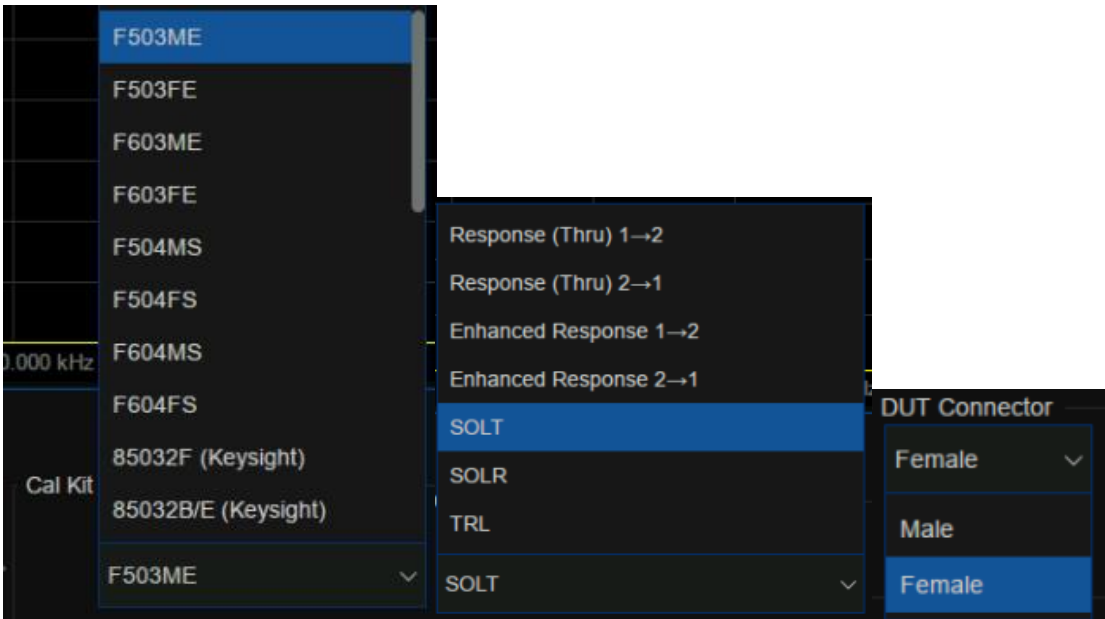 F503ME
F503FE
F603ME
F603FE
F504MS
F504FS
F604MS
F604FS
85032F (Keysight)
85032B/E (Keysight)
0.000 kHz
Cal Kit
F503ME
Response (Thru) 1→2
Response (Thru) 2→1
Enhanced Response 1→2
Enhanced Response 2→1
SOLT
SOLR
TRL
SOLT
DUT Connector
Female
Male
Female